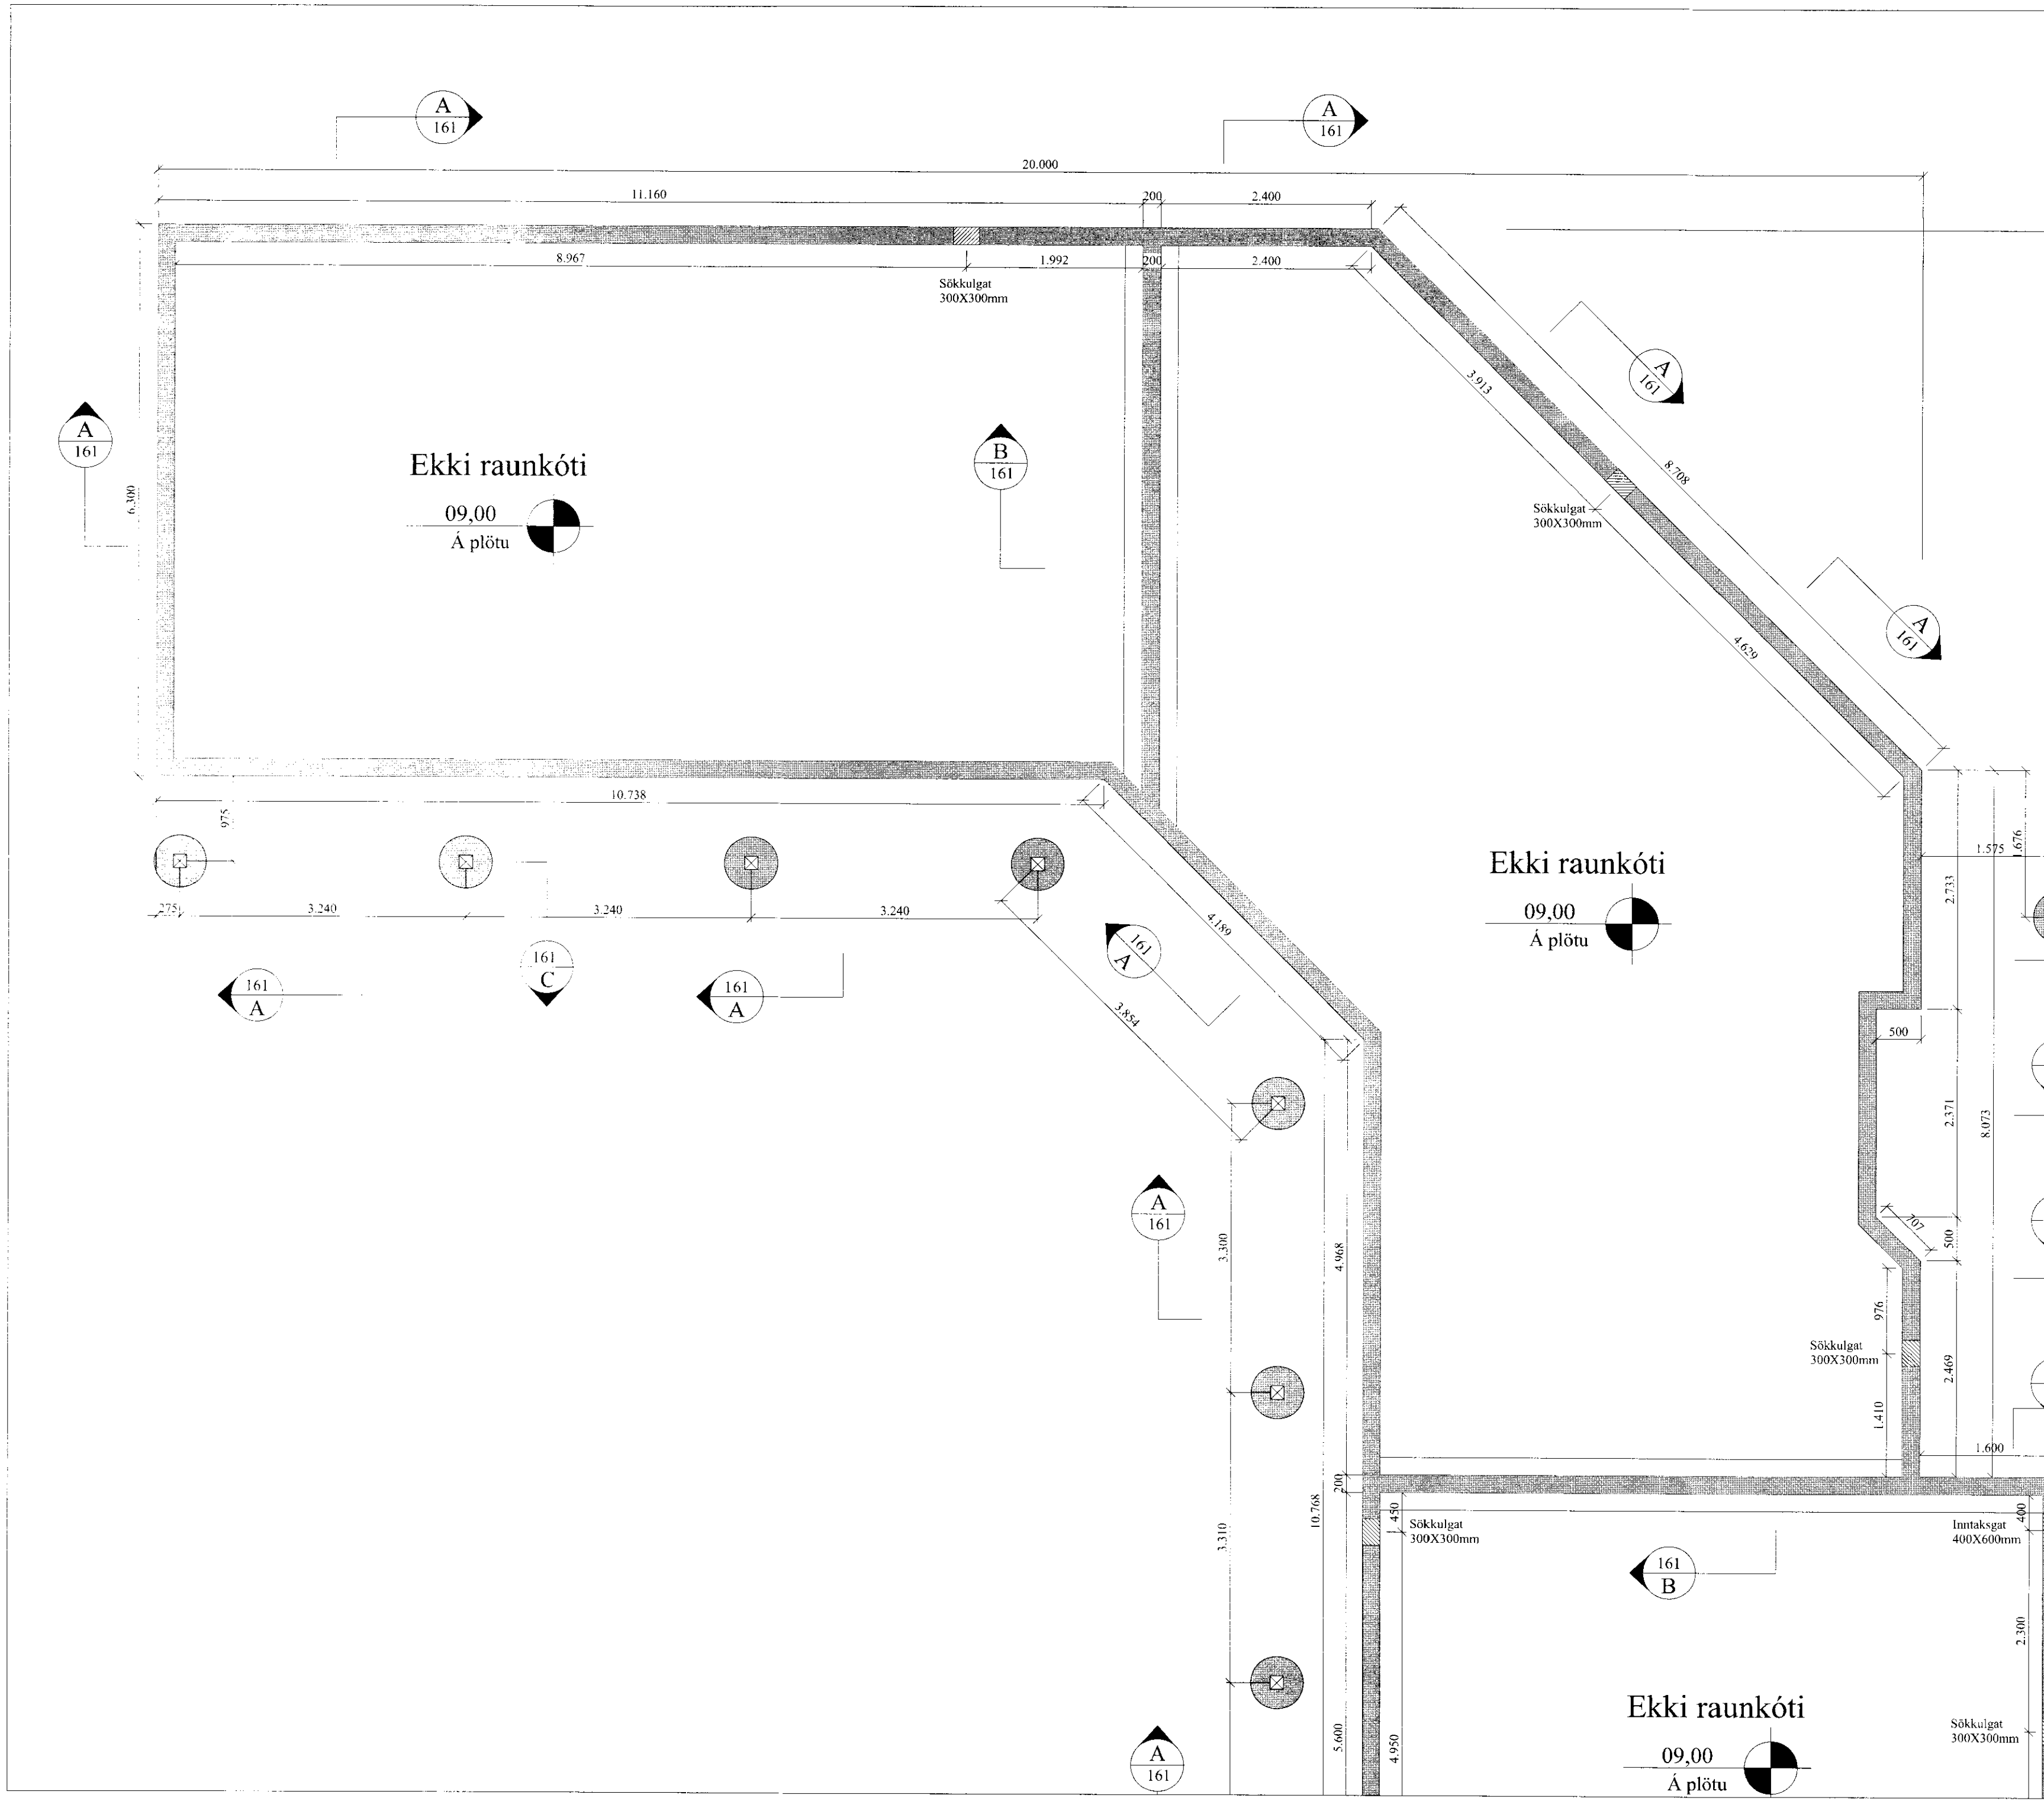 A
161
A
161
20.000
11.160
200
2.400
8.967
1.992
200
2.400
Sökkulgat
300X300mm
A
161
3.913
8.708
A
161
6.300
Ekki raunkóti
09,00
Á plötu
B
161
Sökkulgat
300X300mm
4.629
A
161
10.738
975
275
3.240
3.240
3.240
4.189
3.854
161
A
161
C
161
A
161
A
Ekki raunkóti
09,00
Á plötu
1.575
1.676
2.733
500
2.371
8.073
707
500
A
161
3.300
4.968
976
Sökkulgat
300X300mm
2.469
1.410
1.600
200
10.768
3.310
450
Sökkulgat
300X300mm
Inntaksgat
400X600mm
400
161
B
2.300
Ekki raunkóti
09,00
Á plötu
Sökkulgat
300X300mm
A
161
5.600
4.950